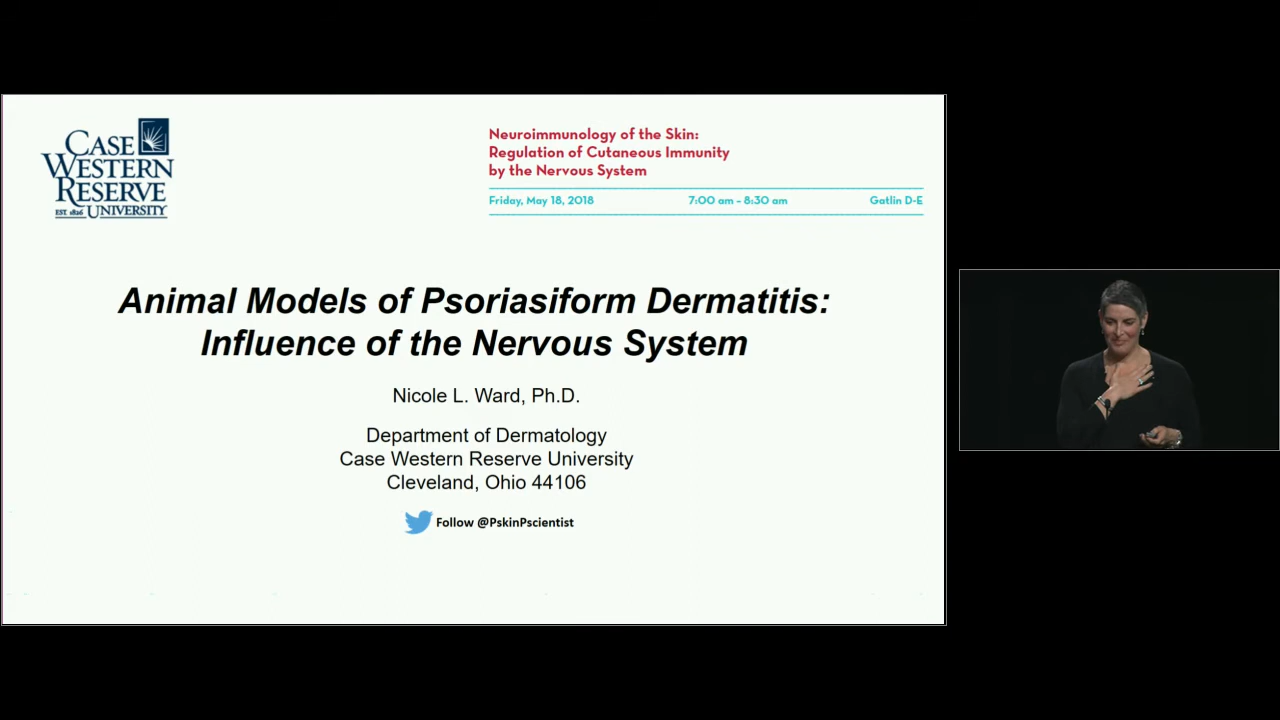 CASE
WESTERN
RESERVE
EST. 1826 UNIVERSITY
Neuroimmunology of the Skin:
Regulation of Cutaneous Immunity
by the Nervous System
Friday, May 18, 2018 7:00 am - 8:30 am Gatlin D-E
Animal Models of Psoriasiform Dermatitis:
Influence of the Nervous System
Nicole L. Ward, Ph.D.
Department of Dermatology
Case Western Reserve University
Cleveland, Ohio 44106
Follow @PskinPscientist